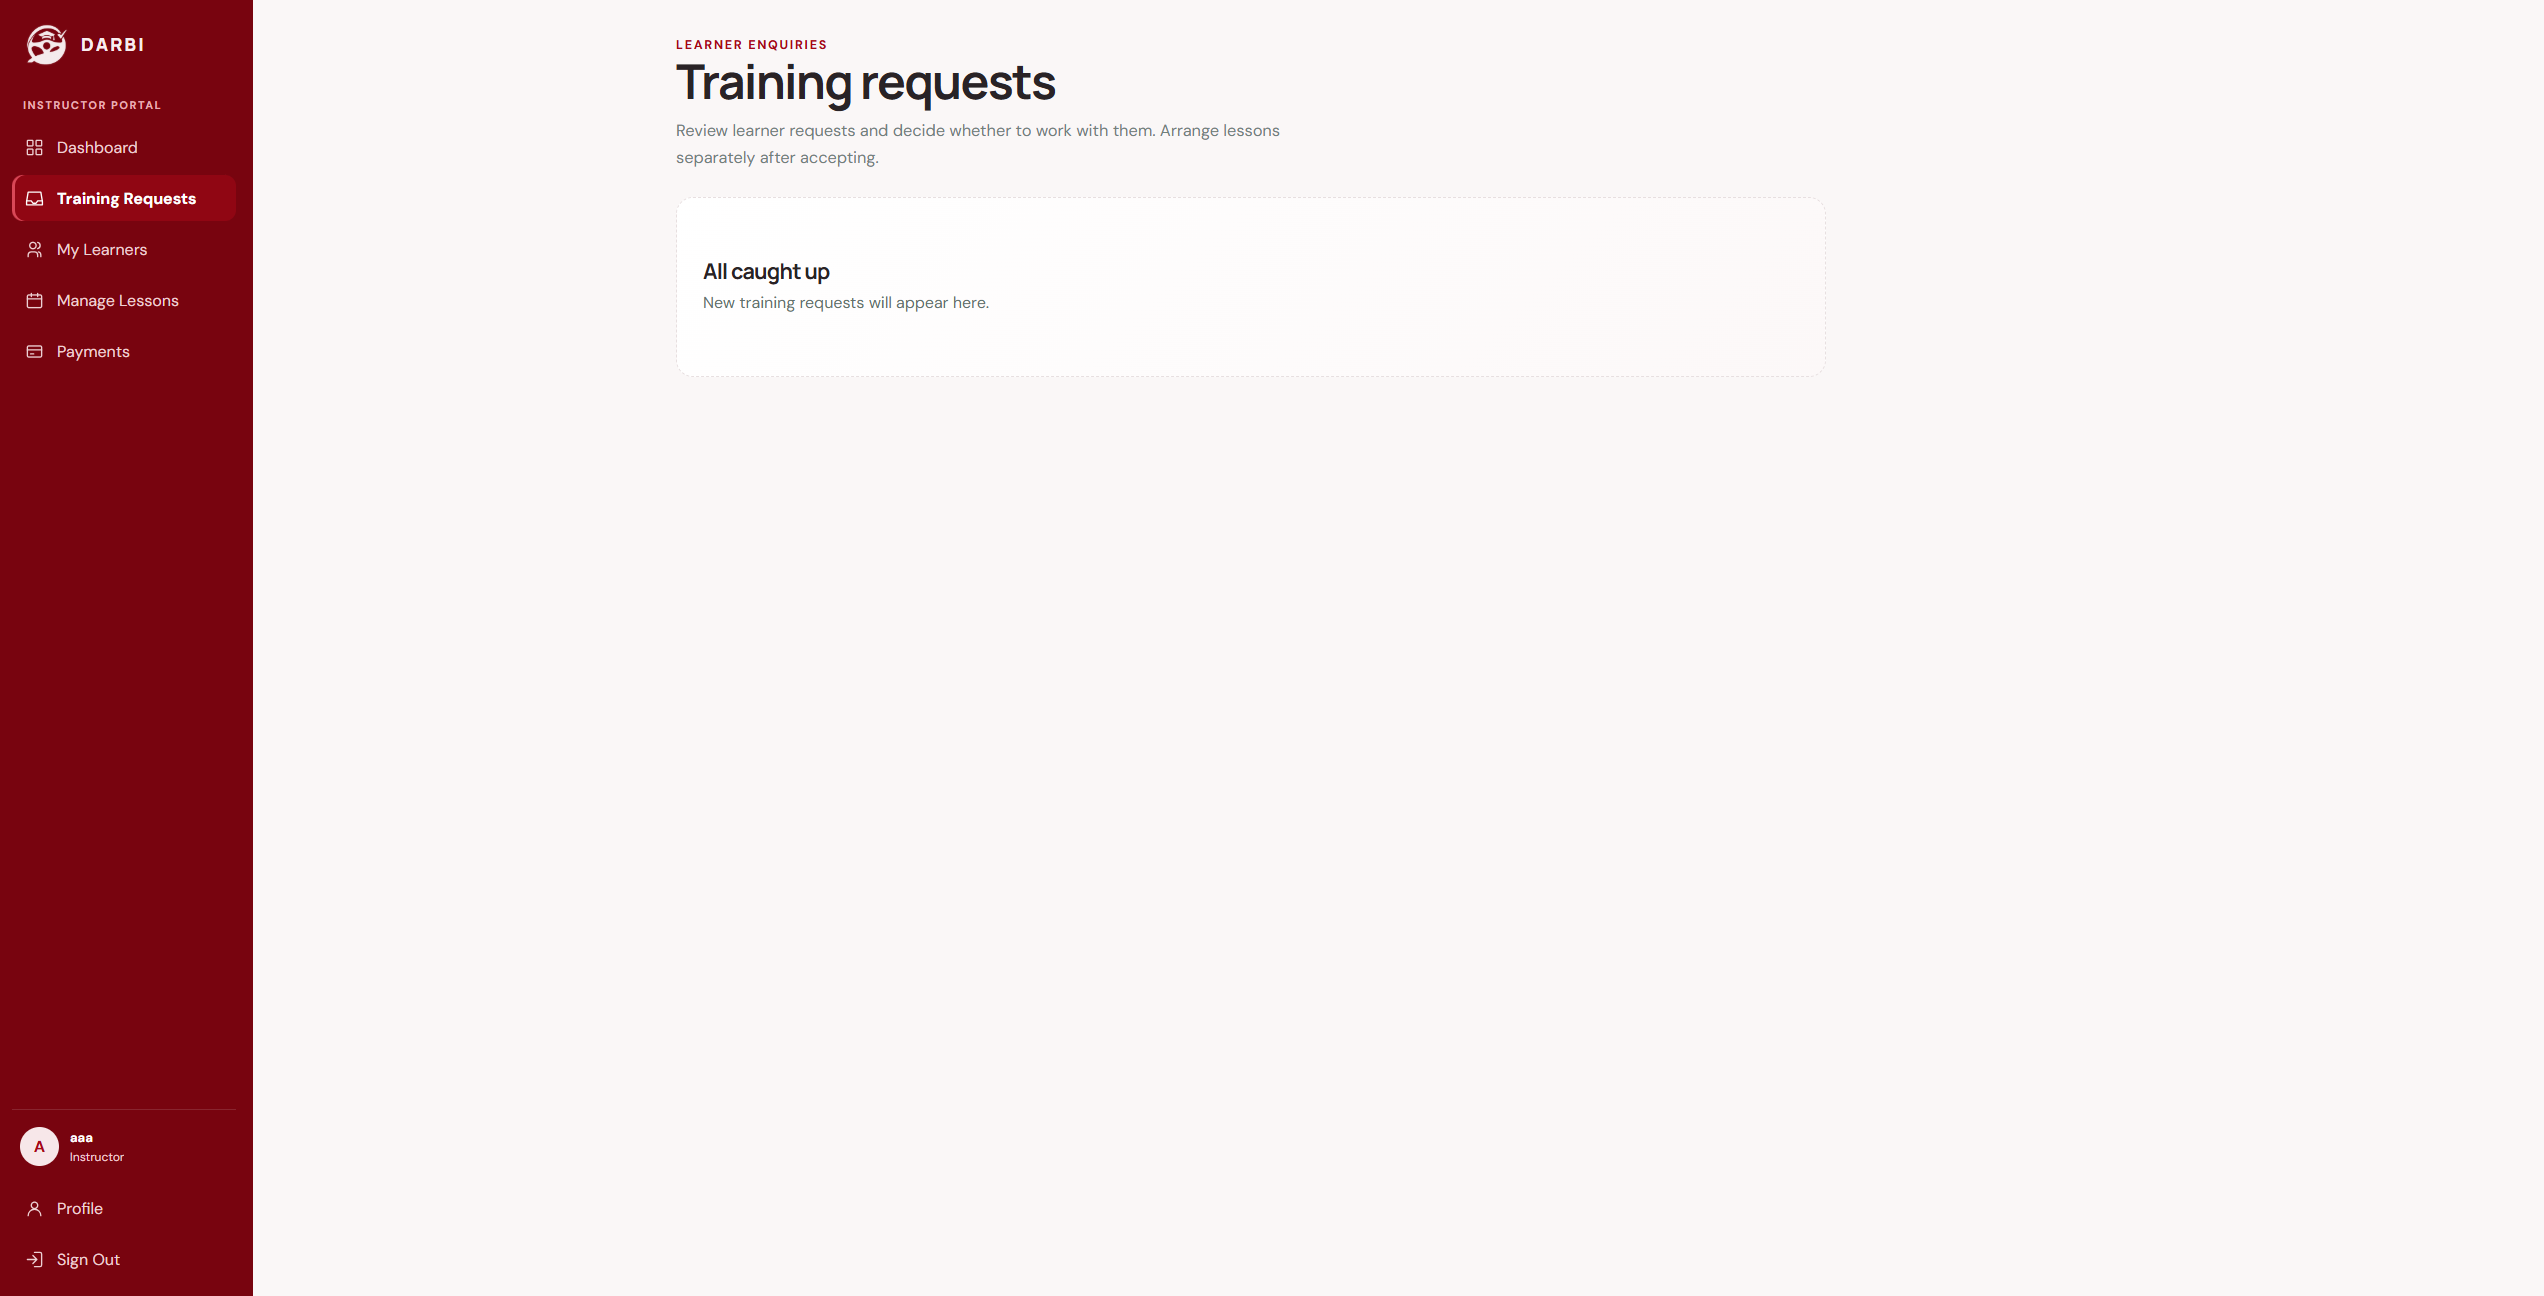 DARBI
INSTRUCTOR PORTAL
Dashboard
Training Requests
My Learners
Manage Lessons
Payments
aaa
A
Instructor
Profile
Sign Out
LEARNER ENQUIRIES
Training requests
Review learner requests and decide whether to work with them. Arrange lessons
separately after accepting.
All caught up
New training requests will appear here.